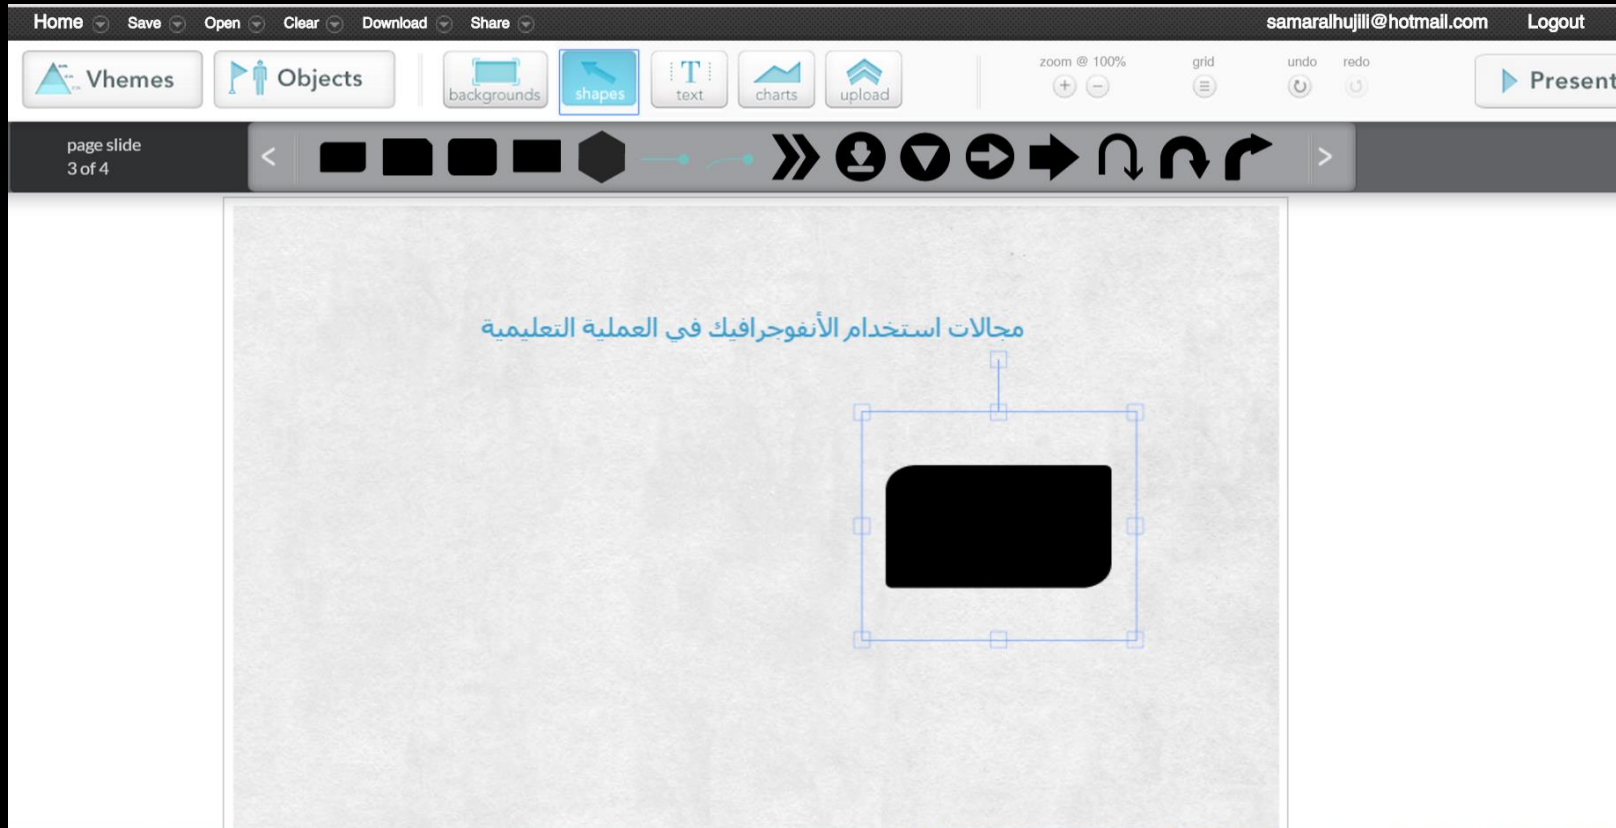 Home Save Open Clear Download Share samaralhujili@hotmail.com Logout
zoom @ 100% grid undo redo
Vhemes Objects Present
backgrounds shapes text charts upload
page slide
3 of 4
مجالات استخدام الأنفوجرافيك في العملية التعليمية